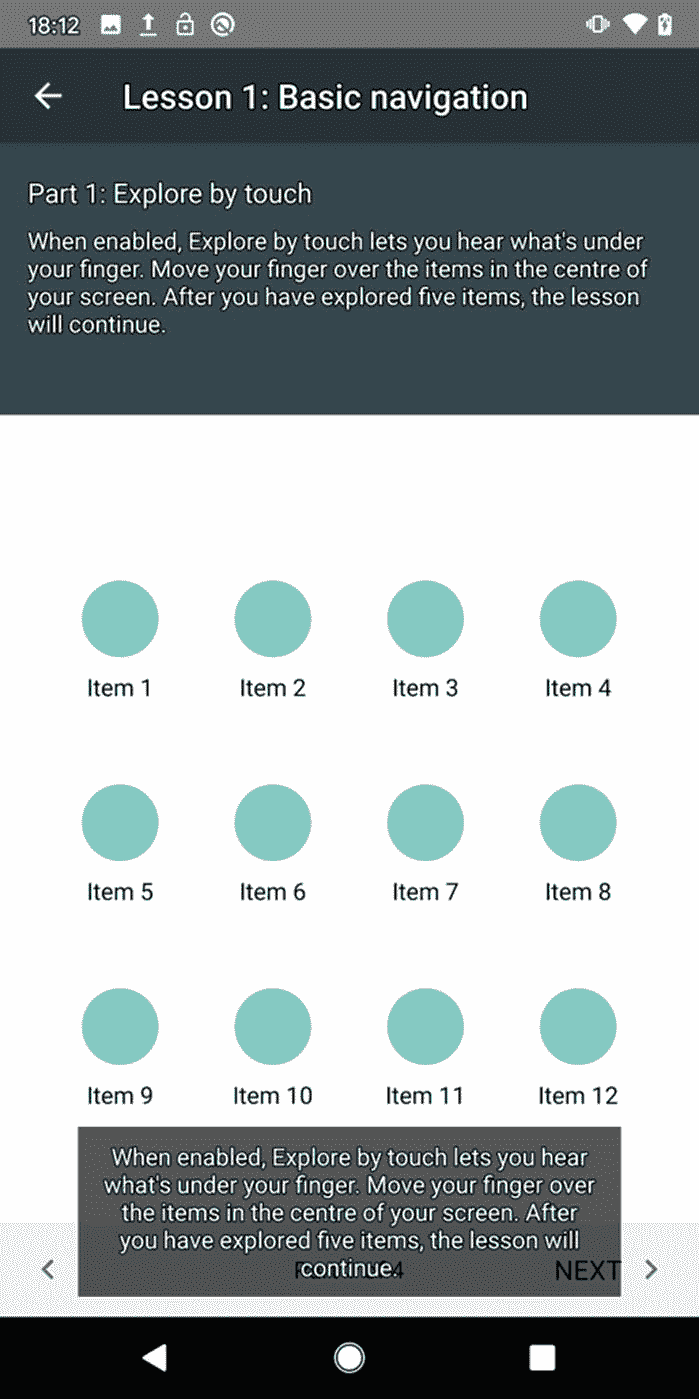 18:12
Lesson 1: Basic navigation
Part 1: Explore by touch
When enabled, Explore by touch lets you hear what's under
your finger. Move your finger over the items in the centre of
your screen. After you have explored five items, the lesson
will continue.
Item 1 Item 2 Item 3 Item 4
Item 5 Item 6 Item 7 Item 8
Item 9 Item 10 Item 11 Item 12
When enabled, Explore by touch lets you hear
what's under your finger. Move your finger over
the items in the centre of your screen. After
you have explored five items, the lesson will
continue.
NEXT